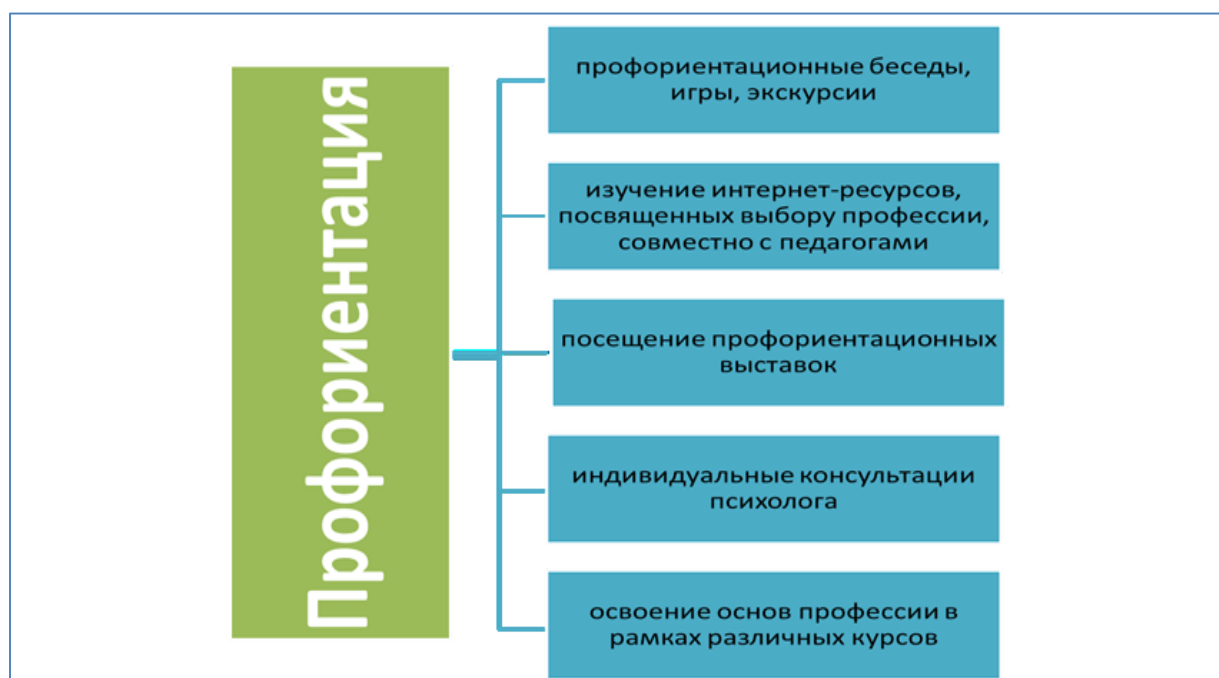 Профориентация
профориентационные беседы,
игры, экскурсии
изучение интернет-ресурсов,
посвященных выбору профессии,
совместно с педагогами
посещение профориентационных
выставок
индивидуальные консультации
психолога
освоение основ профессии в
рамках различных курсов